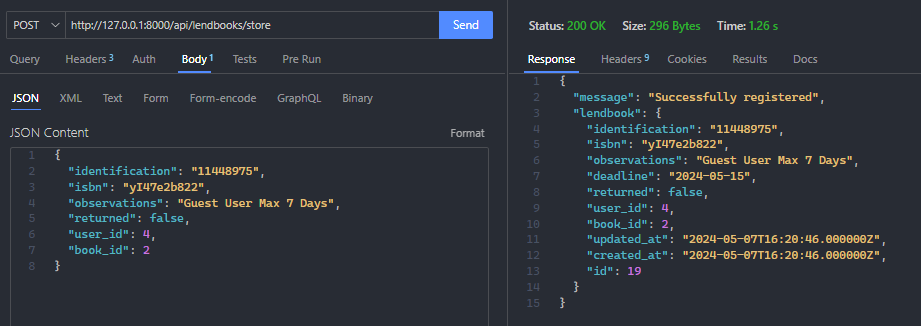 POST http://127.0.0.1:8000/api/lendbooks/store Send
Query Headers 3 Auth Body 1 Tests Pre Run
JSON XML Text Form Form-encode GraphQL Binary
JSON Content Format
1 {
2 "identification": "11448975",
3 "isbn": "yI47e2b822",
4 "observations": "Guest User Max 7 Days",
5 "returned": false,
6 "user_id": 4,
7 "book_id": 2
8 }
Status: 200 OK Size: 296 Bytes Time: 1.26 s
Response Headers 9 Cookies Results Docs
1 {
2 "message": "Successfully registered",
3 "lendbook": {
4 "identification": "11448975",
5 "isbn": "yI47e2b822",
6 "observations": "Guest User Max 7 Days",
7 "deadline": "2024-05-15",
8 "returned": false,
9 "user_id": 4,
10 "book_id": 2,
11 "updated_at": "2024-05-07T16:20:46.000000Z",
12 "created_at": "2024-05-07T16:20:46.000000Z",
13 "id": 19
14 }
15 }